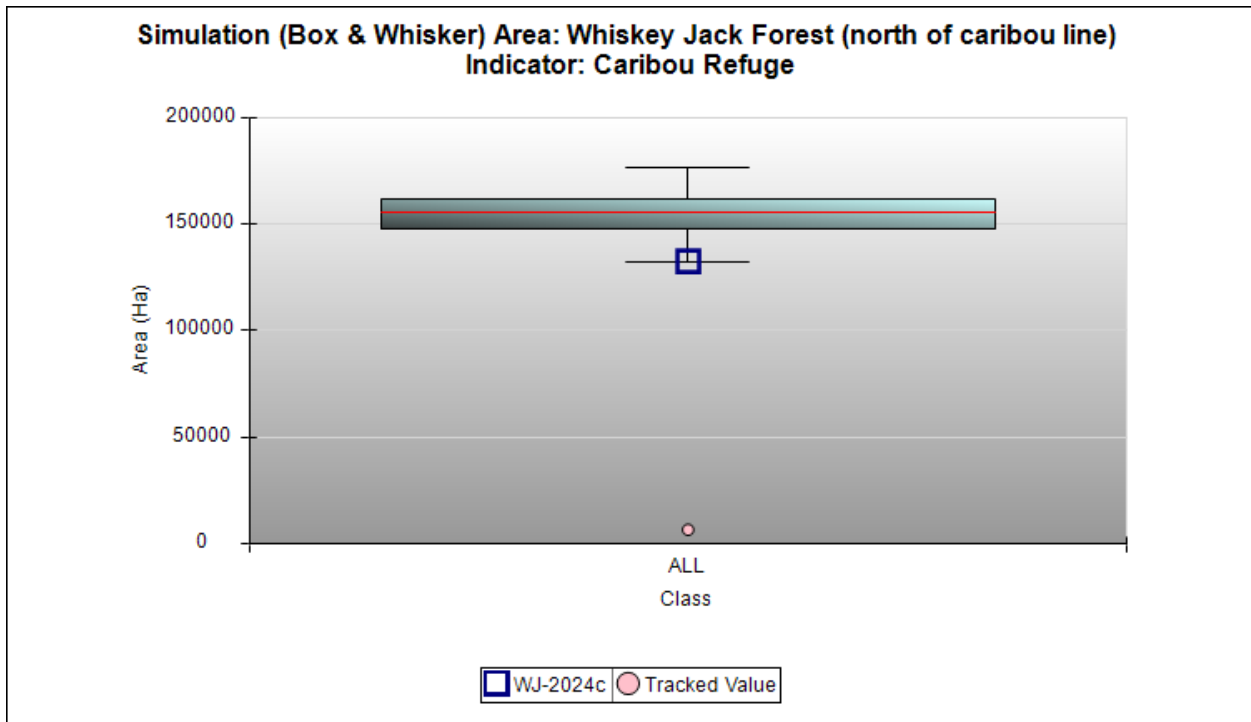 Simulation (Box & Whisker) Area: Whiskey Jack Forest (north of caribou line)
Indicator: Caribou Refuge
200000
150000
100000
50000
0
Area (Ha)
ALL
Class
WJ-2024c
Tracked Value